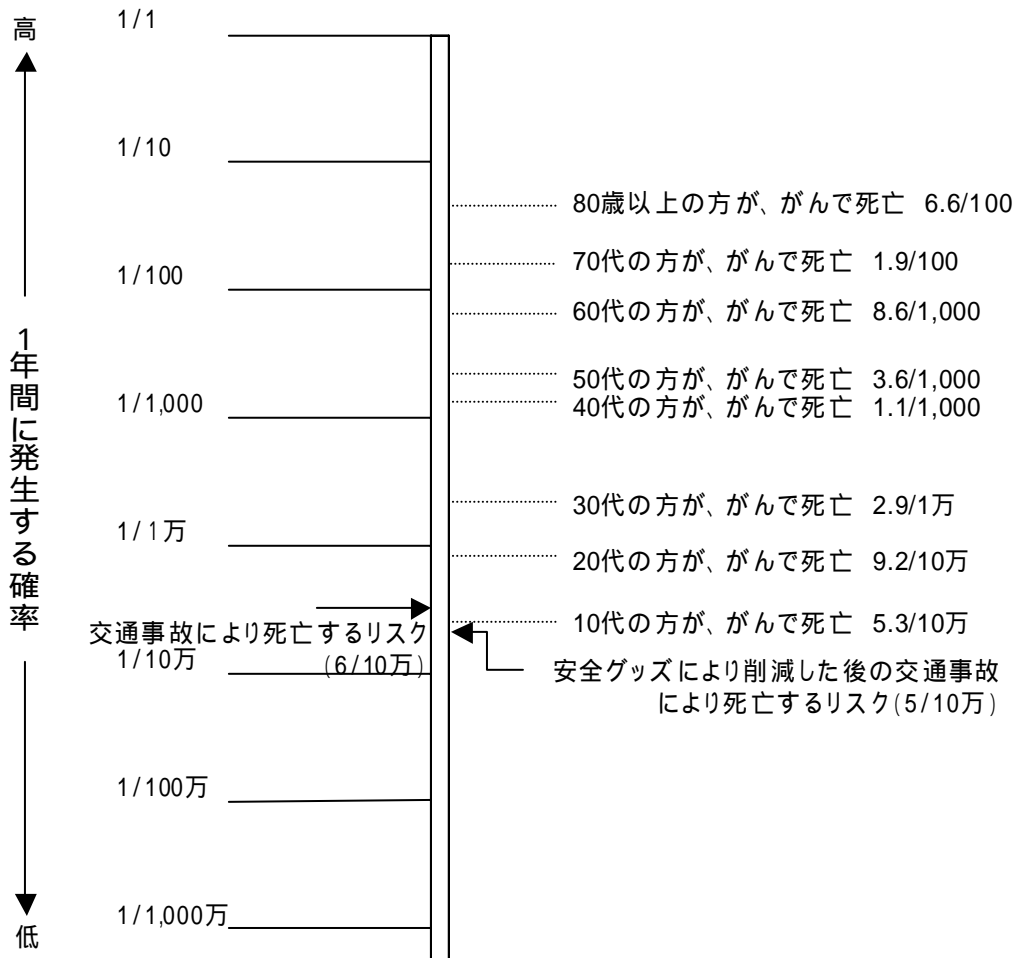 高
1年間に発生する確率
低
1/1
1/10
1/100
1/1,000
1/1万
1/10万
1/100万
1/1,000万
交通事故により死亡するリスク
(6/10万)
80歳以上の方が、がんで死亡 6.6/100
70代の方が、がんで死亡 1.9/100
60代の方が、がんで死亡 8.6/1,000
50代の方が、がんで死亡 3.6/1,000
40代の方が、がんで死亡 1.1/1,000
30代の方が、がんで死亡 2.9/1万
20代の方が、がんで死亡 9.2/10万
10代の方が、がんで死亡 5.3/10万
安全グッズにより削減した後の交通事故
により死亡するリスク(5/10万)